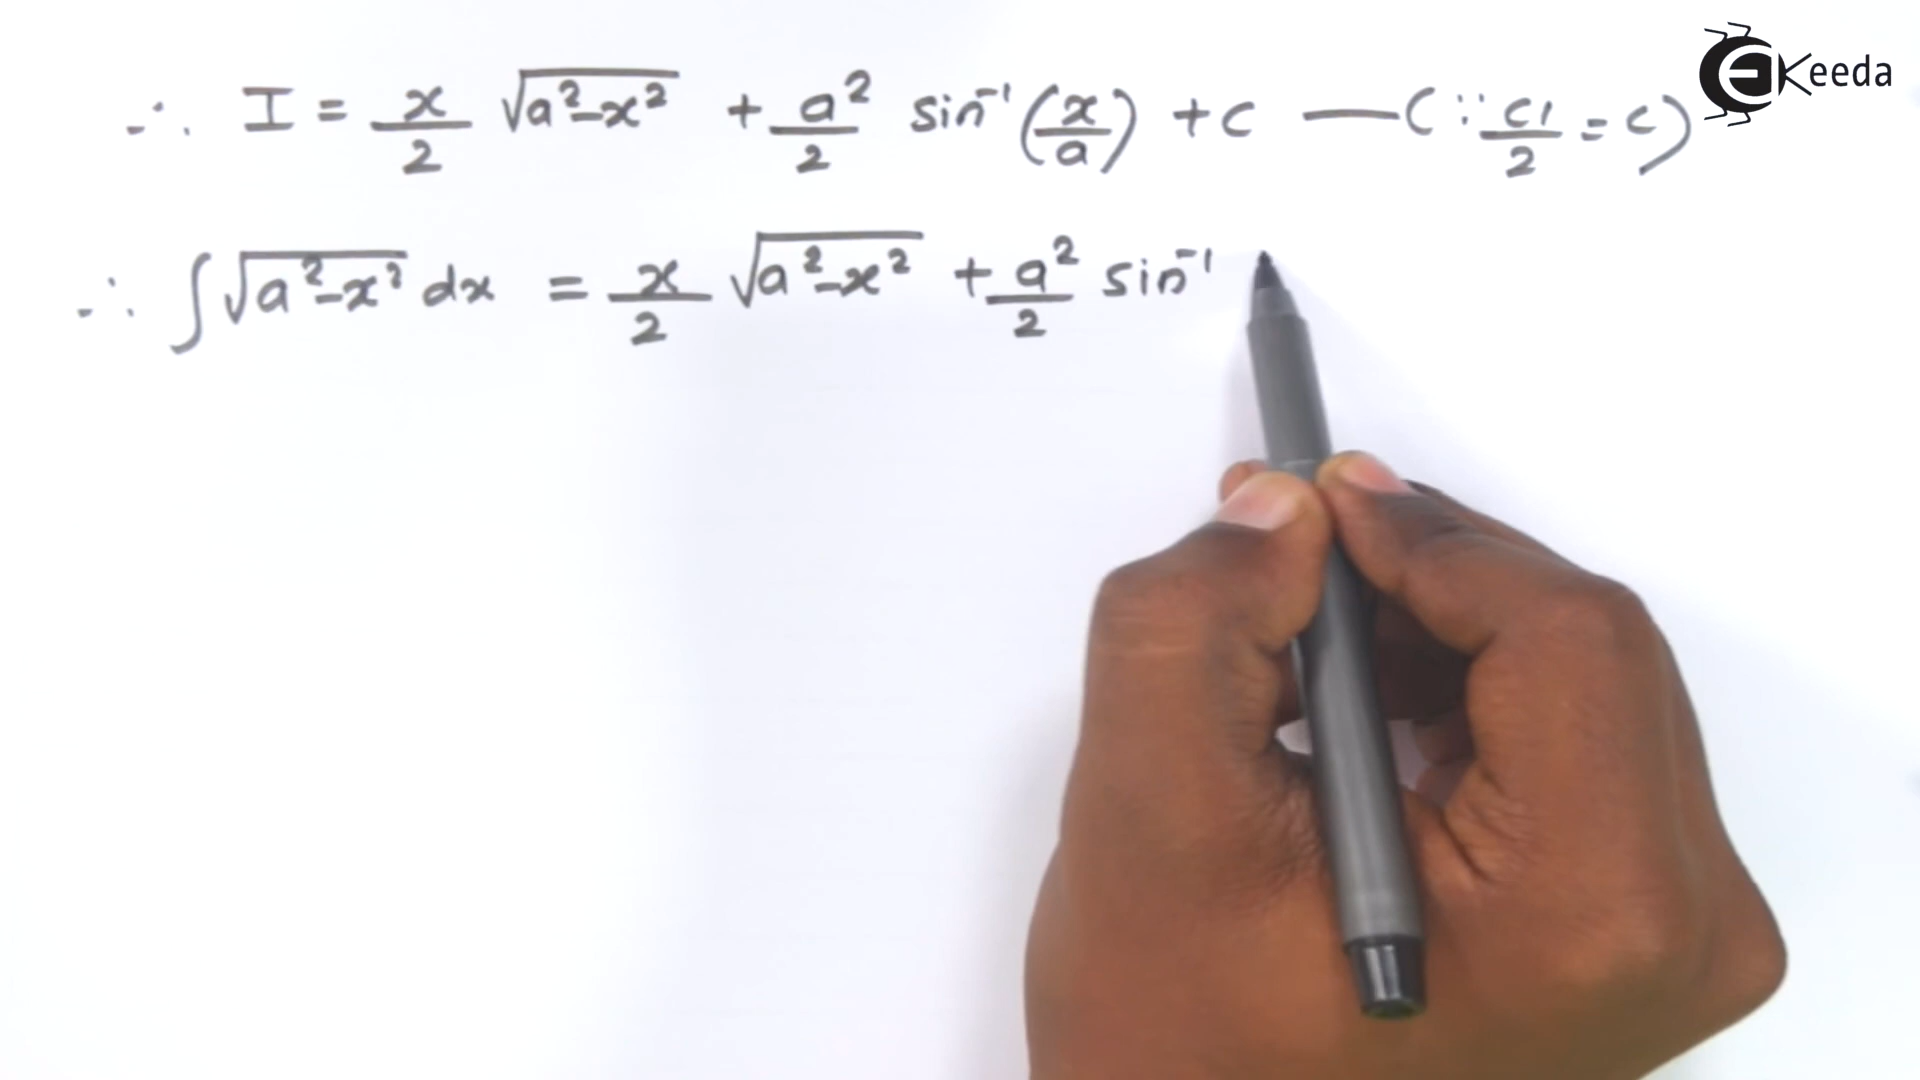 ∴ I = x/2 √(a²-x²) + a²/2 sin⁻¹(x/a) + c — (∵ c1/2 = c)
∴ ∫√(a²-x²) dx = x/2 √(a²-x²) + a²/2 sin⁻¹
eKeeda